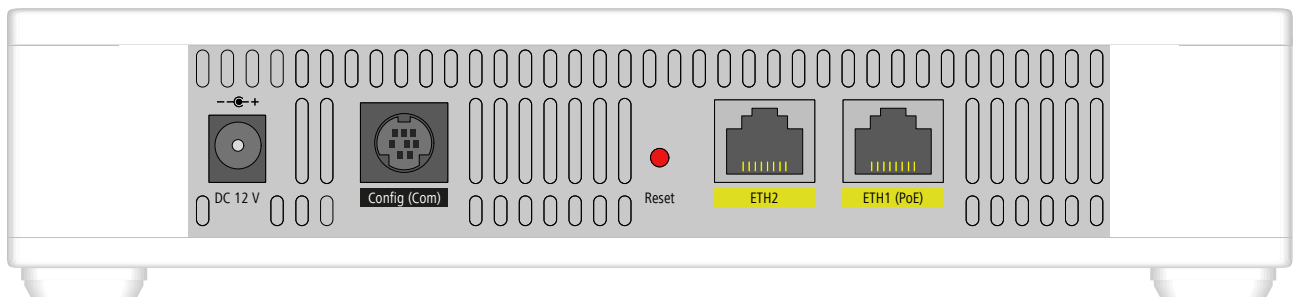 DC 12 V
Config (Com)
Reset
ETH2
ETH1 (PoE)